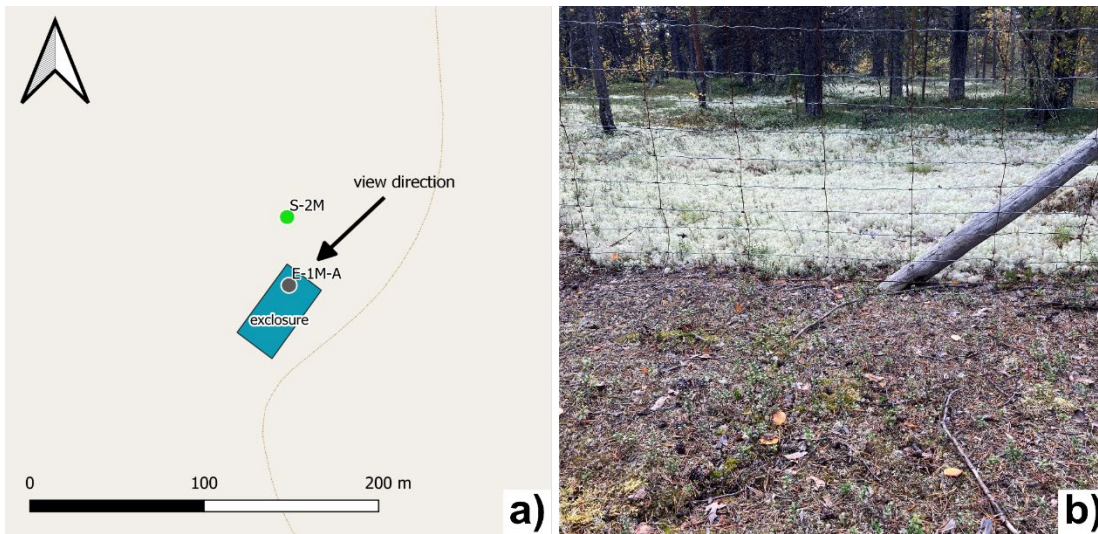 view direction
S-2M
E-1M-A
exclosure
0 100 200 m
a)
b)